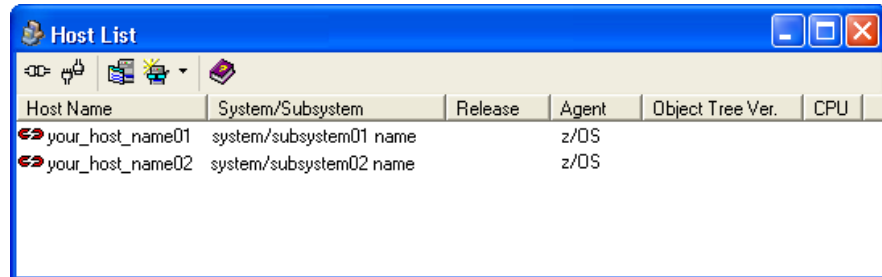 Host List
Host Name System/Subsystem Release Agent Object Tree Ver. CPU
your_host_name01 system/subsystem01 name z/OS
your_host_name02 system/subsystem02 name z/OS